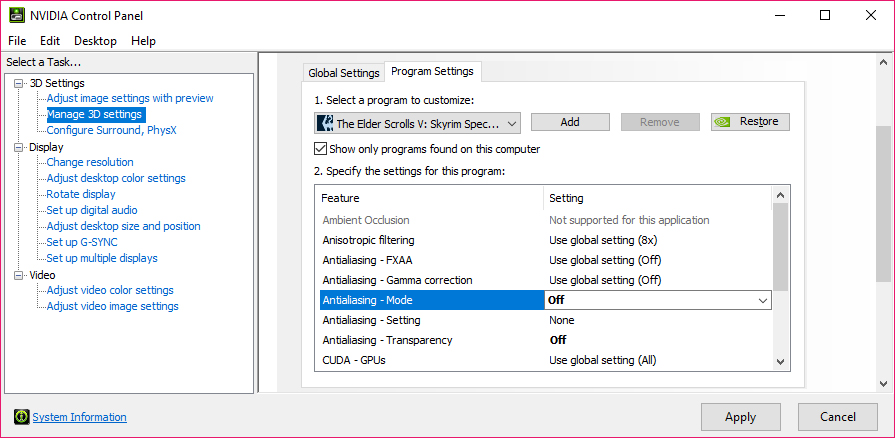 NVIDIA Control Panel
File Edit Desktop Help
Select a Task...
3D Settings
Adjust image settings with preview
Manage 3D settings
Configure Surround, PhysX
Display
Change resolution
Adjust desktop color settings
Rotate display
Set up digital audio
Adjust desktop size and position
Set up G-SYNC
Set up multiple displays
Video
Adjust video color settings
Adjust video image settings
Global Settings Program Settings
1. Select a program to customize:
The Elder Scrolls V: Skyrim Spec... Add Remove Restore
Show only programs found on this computer
2. Specify the settings for this program:
Feature Setting
Ambient Occlusion Not supported for this application
Anisotropic filtering Use global setting (8x)
Antialiasing - FXAA Use global setting (Off)
Antialiasing - Gamma correction Use global setting (Off)
Antialiasing - Mode Off
Antialiasing - Setting None
Antialiasing - Transparency Off
CUDA - GPUs Use global setting (All)
System Information
Apply Cancel